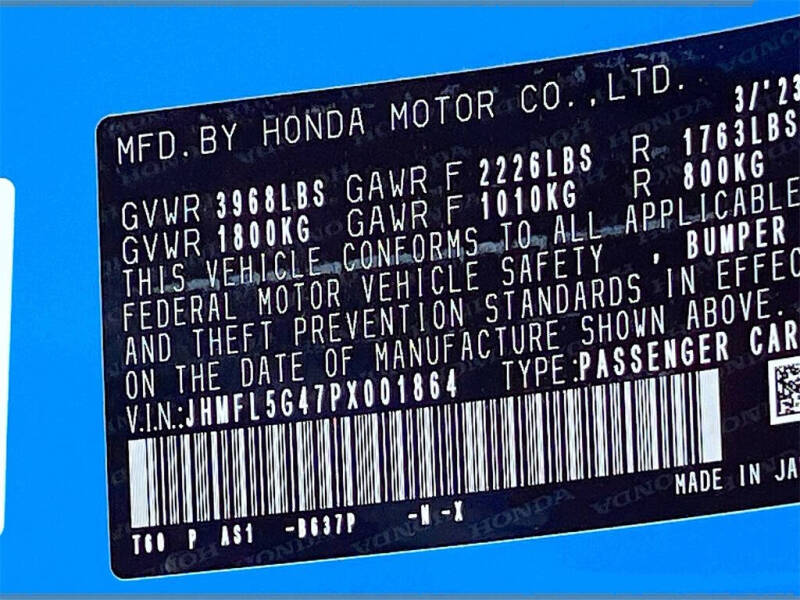 MFD.BY HONDA MOTOR CO.,LTD. 3/'23
GVWR 3968LBS GAWR F 2226LBS R 1763LBS
GVWR 1800KG GAWR F 1010KG R 800KG
THIS VEHICLE CONFORMS TO ALL APPLICABLE
FEDERAL MOTOR VEHICLE SAFETY , BUMPER
AND THEFT PREVENTION STANDARDS IN EFFEC
ON THE DATE OF MANUFACTURE SHOWN ABOVE.
V.I.N.:JHMFL5G47PX001864 TYPE:PASSENGER CAR
MADE IN JA
T60 P AS1 -B637P -M -X